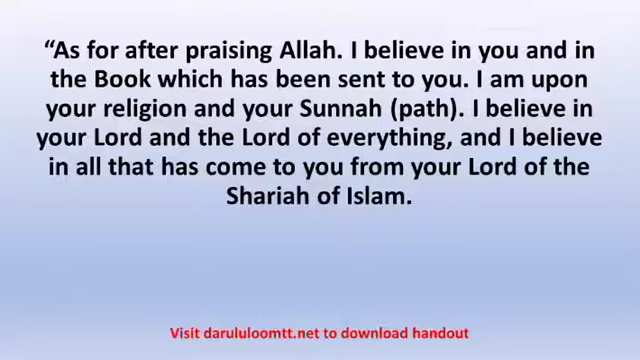 “As for after praising Allah. I believe in you and in
the Book which has been sent to you. I am upon
your religion and your Sunnah (path). I believe in
your Lord and the Lord of everything, and I believe
in all that has come to you from your Lord of the
Shariah of Islam.
Visit darululoomtt.net to download handout